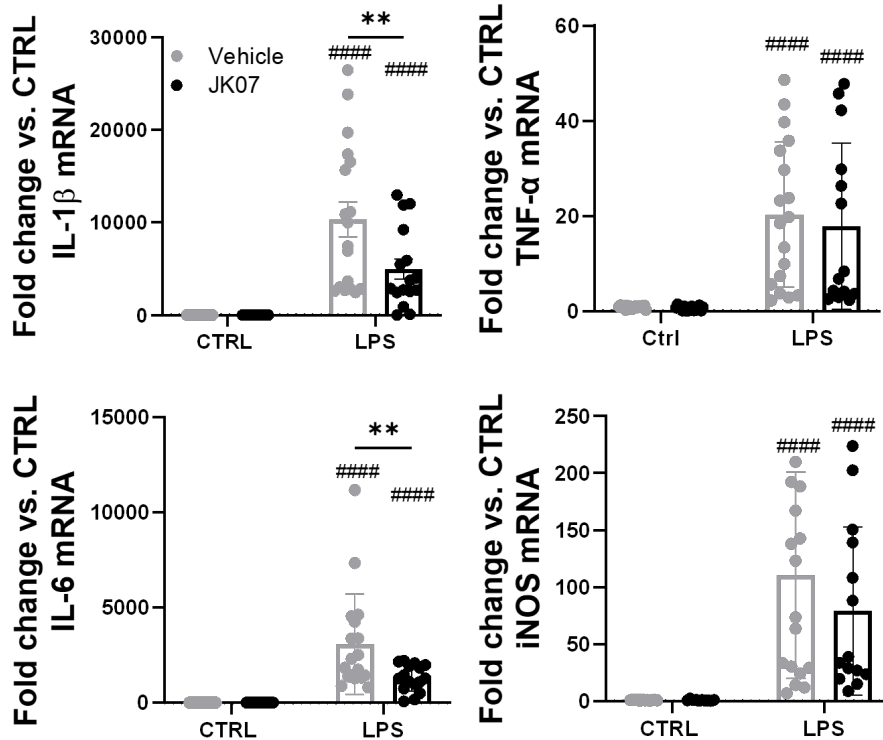 Fold change vs. CTRL
IL-1β mRNA
30000
20000
10000
0
Vehicle
JK07
**
####
####
CTRL
LPS
Fold change vs. CTRL
TNF-α mRNA
60
40
20
0
####
####
Ctrl
LPS
Fold change vs. CTRL
IL-6 mRNA
15000
10000
5000
0
**
####
####
CTRL
LPS
Fold change vs. CTRL
iNOS mRNA
250
200
150
100
50
0
####
####
CTRL
LPS